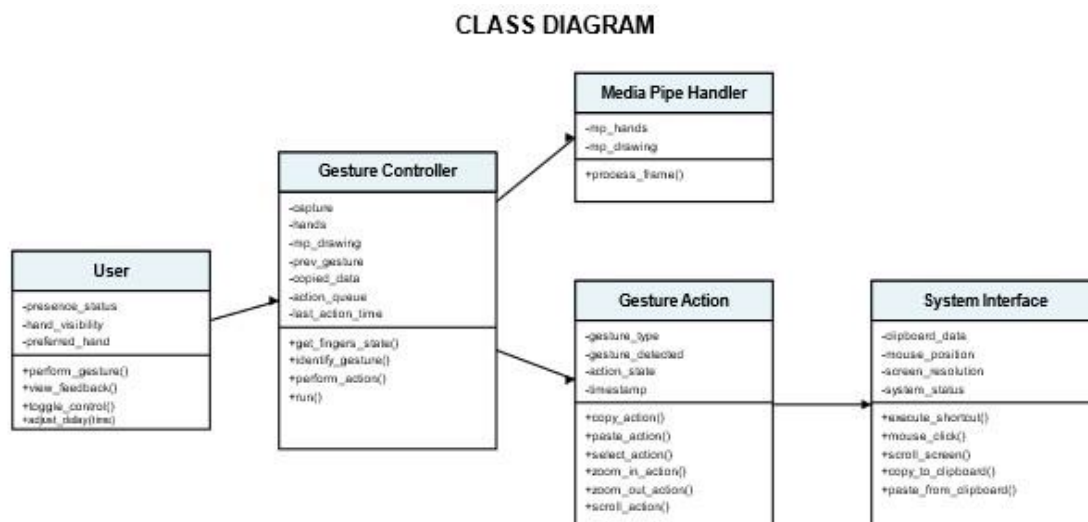 CLASS DIAGRAM
Media Pipe Handler
-mp_hands
-mp_drawing
+process_frame()
Gesture Controller
-capture
-hands
-mp_drawing
-prev_gesture
-copied_data
-action_queue
-last_action_time
+get_fingers_state()
+identify_gesture()
+perform_action()
+run()
User
-presence_status
-hand_visibility
-preferred_hand
+perform_gesture()
+view_feedback()
+toggle_control()
+adjust_delay(time)
Gesture Action
-gesture_type
-gesture_detected
-action_state
-timestamp
+copy_action()
+paste_action()
+select_action()
+zoom_in_action()
+zoom_out_action()
+scroll_action()
System Interface
-clipboard_data
-mouse_position
-screen_resolution
-system_status
+execute_shortcut()
+mouse_click()
+scroll_screen()
+copy_to_clipboard()
+paste_from_clipboard()